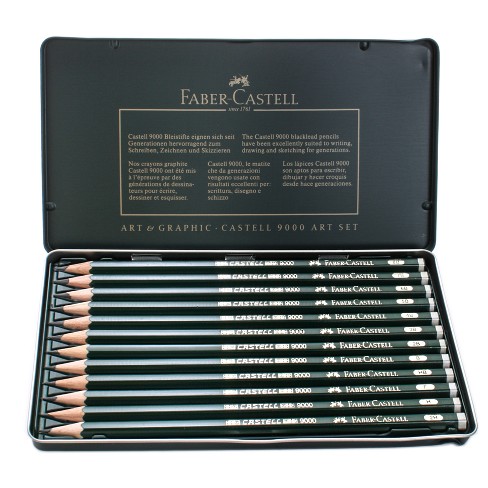 FABER-CASTELL
since 1761
Castell 9000 Bleistifte eignen sich seit
Generationen hervorragend zum
Schreiben, Zeichnen und Skizzieren
The Castell 9000 blacklead pencils
have been excellently suited to writing,
drawing and sketching for generations.
Nos crayons graphite
Castell 9000 ont été mis
à l'épreuve par des
générations de dessina-
teurs pour écrire,
dessiner et esquisser.
Castell 9000, le matite
che da generazioni
vengono usate con
risultati eccellenti per:
scrittura, disegno e
schizzo
Los lápices Castell 9000
son aptos para escribir,
dibujar y hacer croquis
desde hace generaciones.
ART & GRAPHIC - CASTELL 9000 ART SET
CASTELL 9000 FABER-CASTELL
CASTELL 9000 FABER-CASTELL
CASTELL 9000 FABER-CASTELL
CASTELL 9000 FABER-CASTELL
CASTELL 9000 FABER-CASTELL
CASTELL 9000 FABER-CASTELL
CASTELL 9000 FABER-CASTELL 2B
CASTELL 9000 FABER-CASTELL B
CASTELL 9000 FABER-CASTELL HB
CASTELL 9000 FABER-CASTELL F
CASTELL 9000 FABER-CASTELL H
CASTELL 9000 FABER-CASTELL 2H